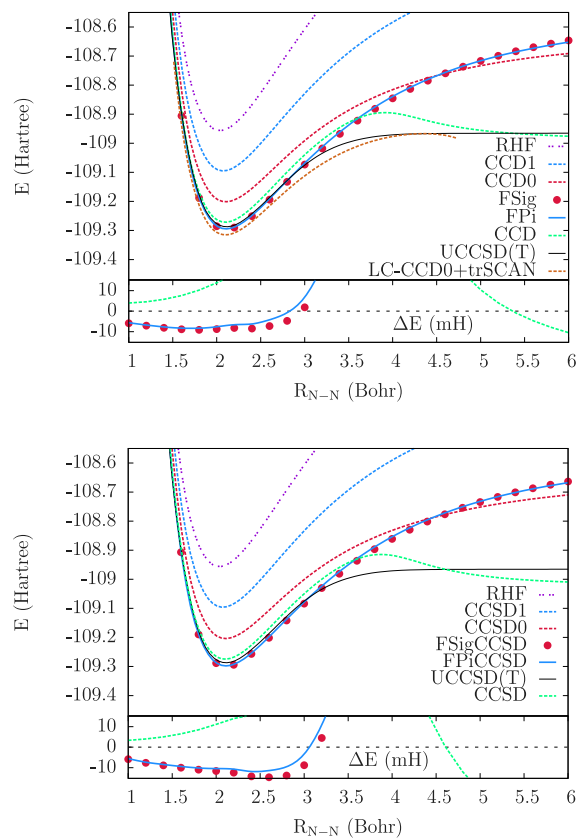 -108.6
-108.7
-108.8
-108.9
-109
-109.1
-109.2
-109.3
-109.4
E (Hartree)
RHF
CCD1
CCD0
FSig
FPi
CCD
UCCSD(T)
LC-CCD0+trSCAN
10
0
-10
ΔE (mH)
1 1.5 2 2.5 3 3.5 4 4.5 5 5.5 6
R_{N−N} (Bohr)
-108.6
-108.7
-108.8
-108.9
-109
-109.1
-109.2
-109.3
-109.4
E (Hartree)
RHF
CCSD1
CCSD0
FSigCCSD
FPiCCSD
UCCSD(T)
CCSD
10
0
-10
ΔE (mH)
1 1.5 2 2.5 3 3.5 4 4.5 5 5.5 6
R_{N−N} (Bohr)